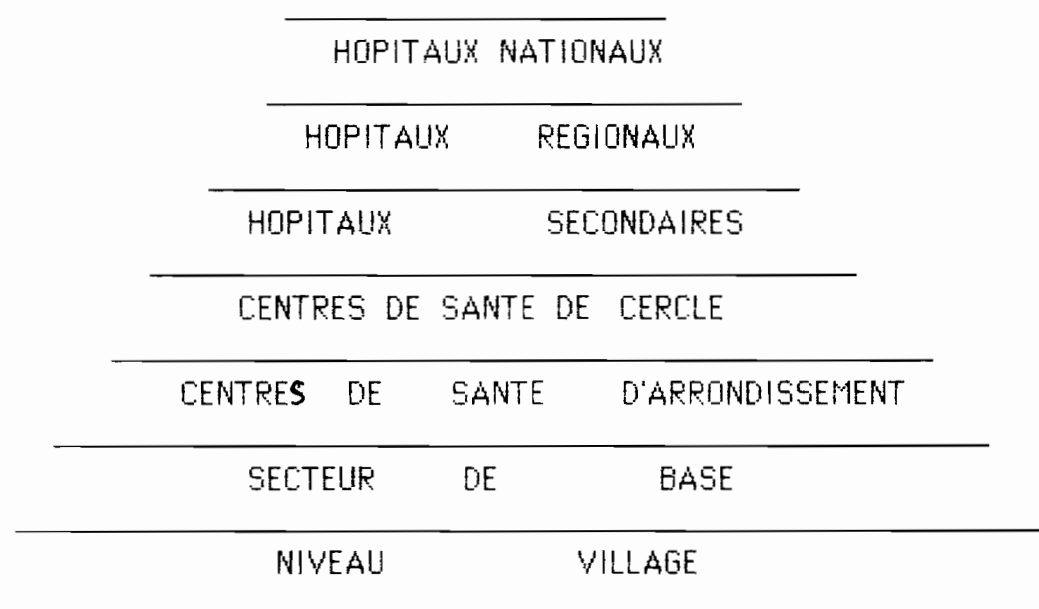 HOPITAUX NATIONAUX
HOPITAUX REGIONAUX
HOPITAUX SECONDAIRES
CENTRES DE SANTE DE CERCLE
CENTRES DE SANTE D'ARRONDISSEMENT
SECTEUR DE BASE
NIVEAU VILLAGE